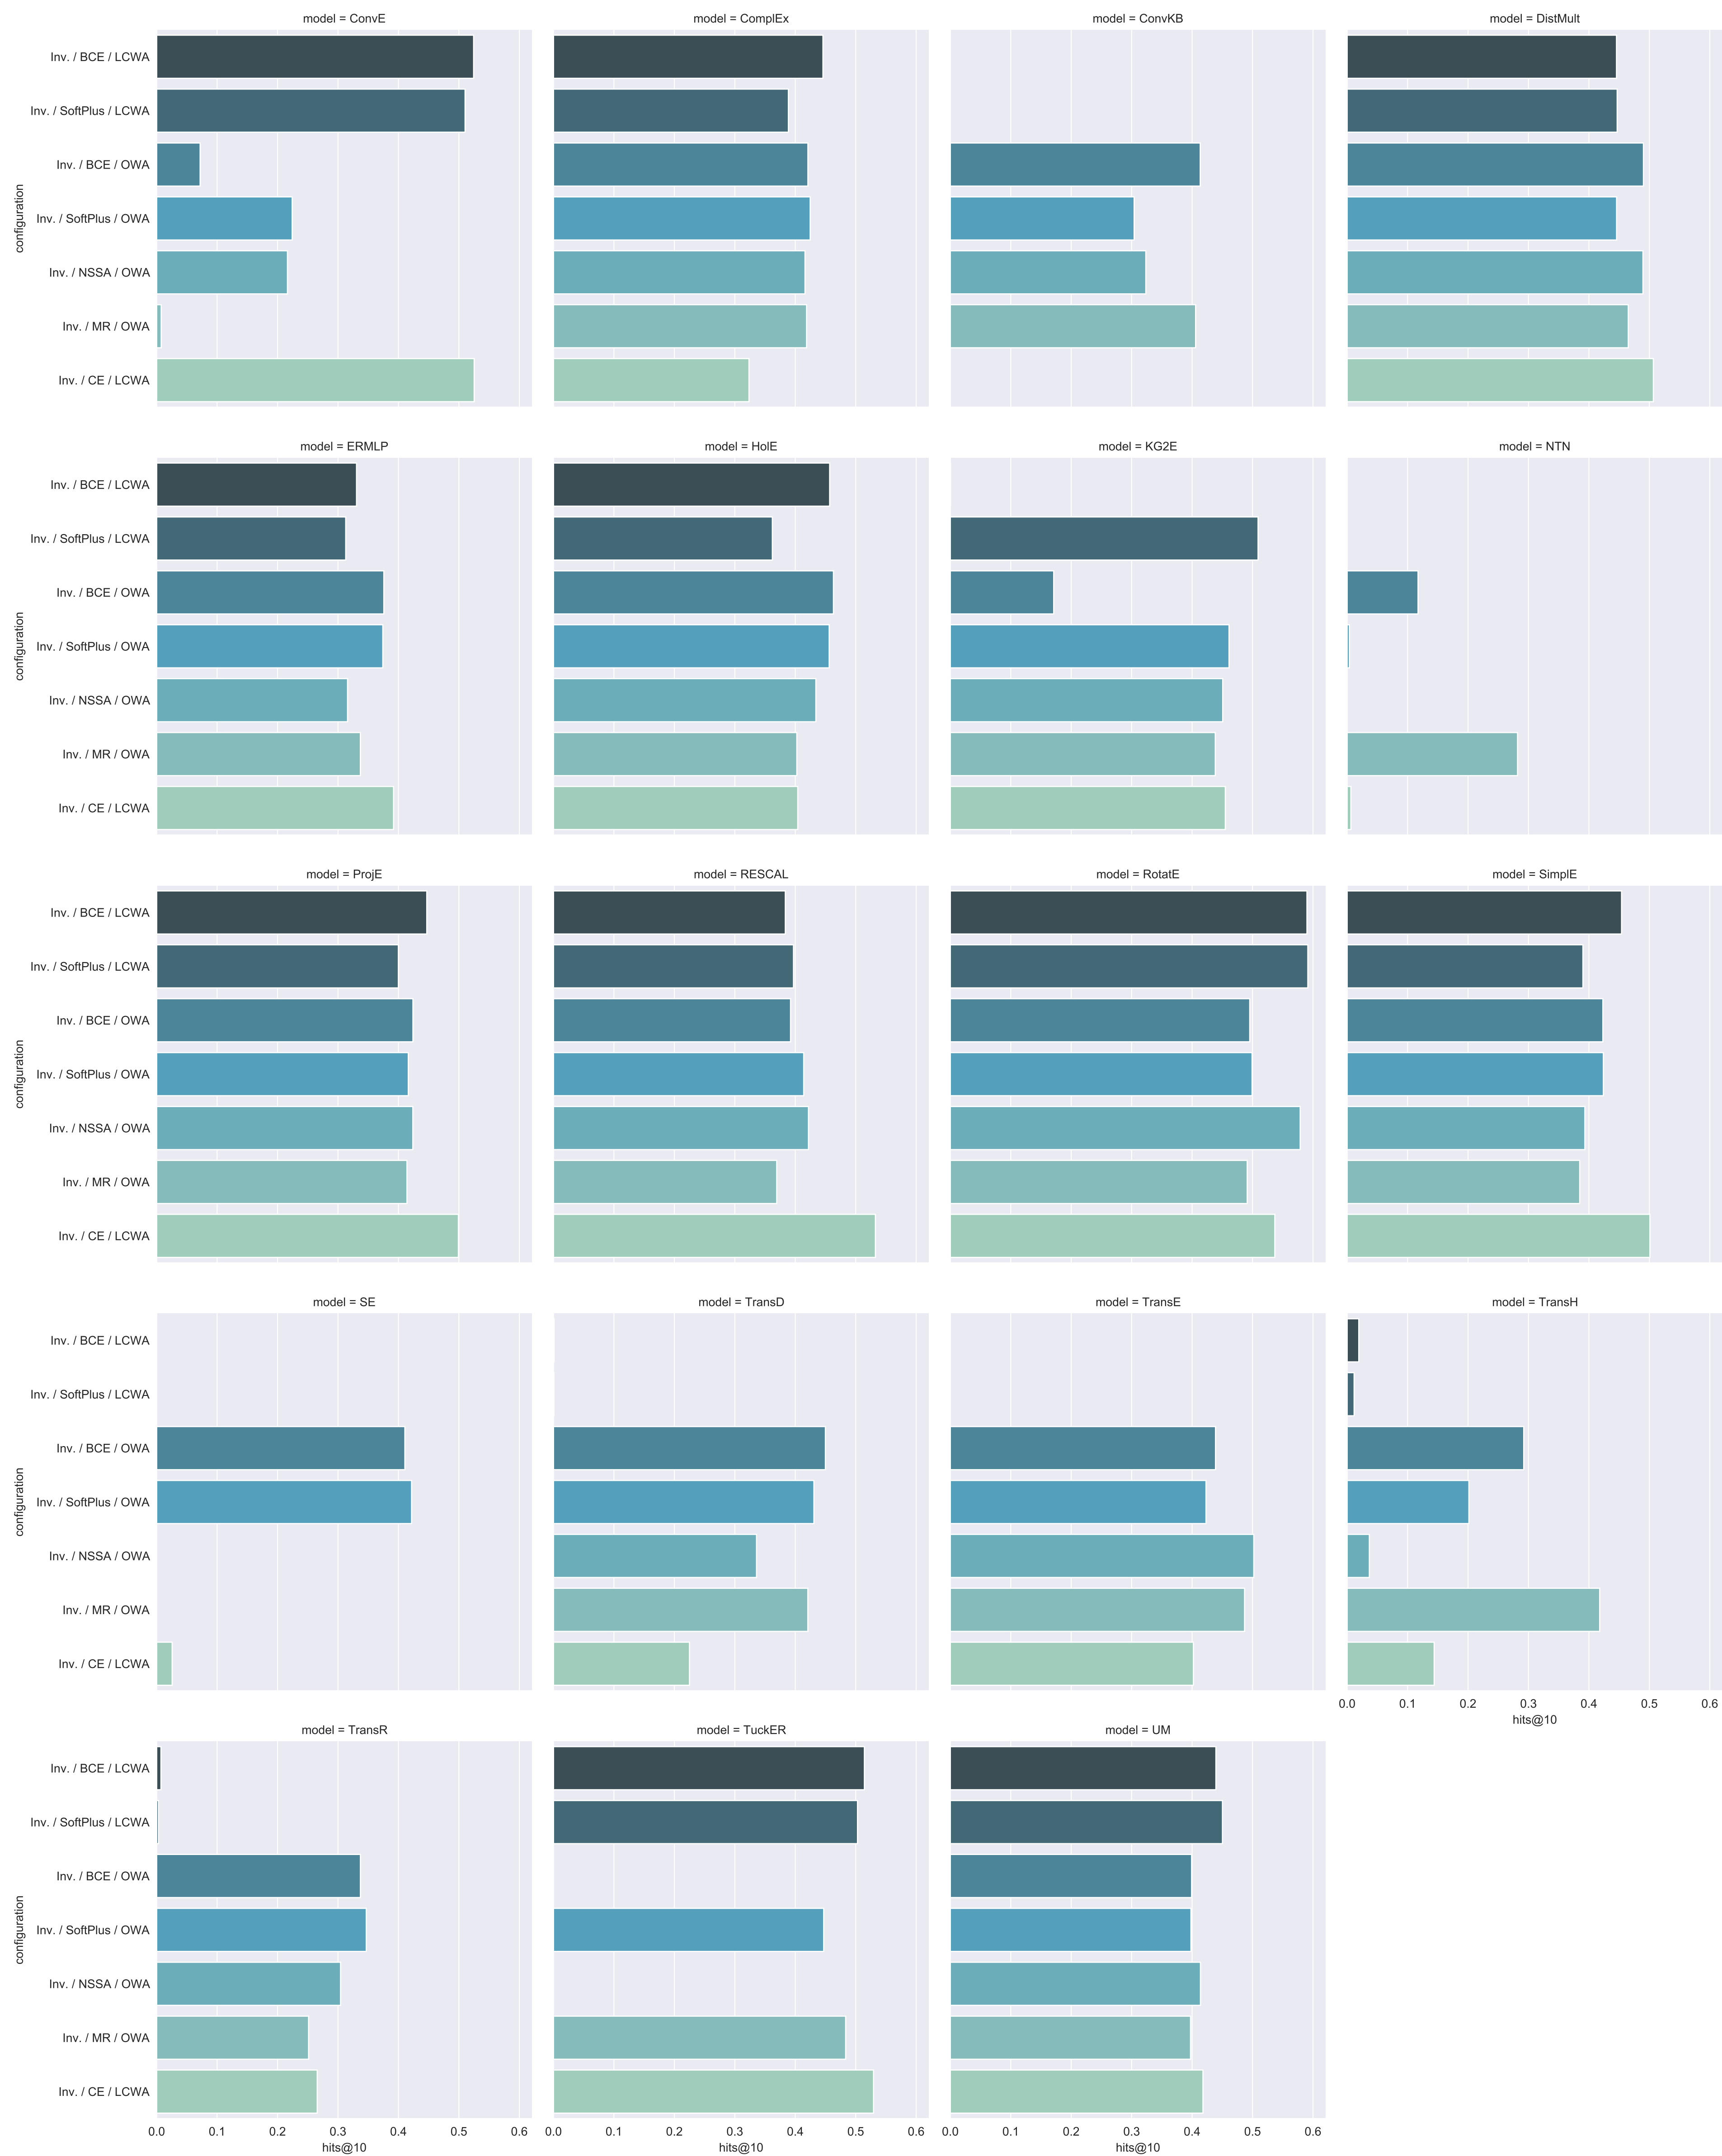 model = ConvE
model = ComplEx
model = ConvKB
model = DistMult
configuration
Inv. / BCE / LCWA
Inv. / SoftPlus / LCWA
Inv. / BCE / OWA
Inv. / SoftPlus / OWA
Inv. / NSSA / OWA
Inv. / MR / OWA
Inv. / CE / LCWA
model = ERMLP
model = HolE
model = KG2E
model = NTN
configuration
Inv. / BCE / LCWA
Inv. / SoftPlus / LCWA
Inv. / BCE / OWA
Inv. / SoftPlus / OWA
Inv. / NSSA / OWA
Inv. / MR / OWA
Inv. / CE / LCWA
model = ProjE
model = RESCAL
model = RotatE
model = SimplE
configuration
Inv. / BCE / LCWA
Inv. / SoftPlus / LCWA
Inv. / BCE / OWA
Inv. / SoftPlus / OWA
Inv. / NSSA / OWA
Inv. / MR / OWA
Inv. / CE / LCWA
model = SE
model = TransD
model = TransE
model = TransH
configuration
Inv. / BCE / LCWA
Inv. / SoftPlus / LCWA
Inv. / BCE / OWA
Inv. / SoftPlus / OWA
Inv. / NSSA / OWA
Inv. / MR / OWA
Inv. / CE / LCWA
0.0 0.1 0.2 0.3 0.4 0.5 0.6
hits@10
model = TransR
model = TuckER
model = UM
configuration
Inv. / BCE / LCWA
Inv. / SoftPlus / LCWA
Inv. / BCE / OWA
Inv. / SoftPlus / OWA
Inv. / NSSA / OWA
Inv. / MR / OWA
Inv. / CE / LCWA
0.0 0.1 0.2 0.3 0.4 0.5 0.6
hits@10
0.0 0.1 0.2 0.3 0.4 0.5 0.6
hits@10
0.0 0.1 0.2 0.3 0.4 0.5 0.6
hits@10